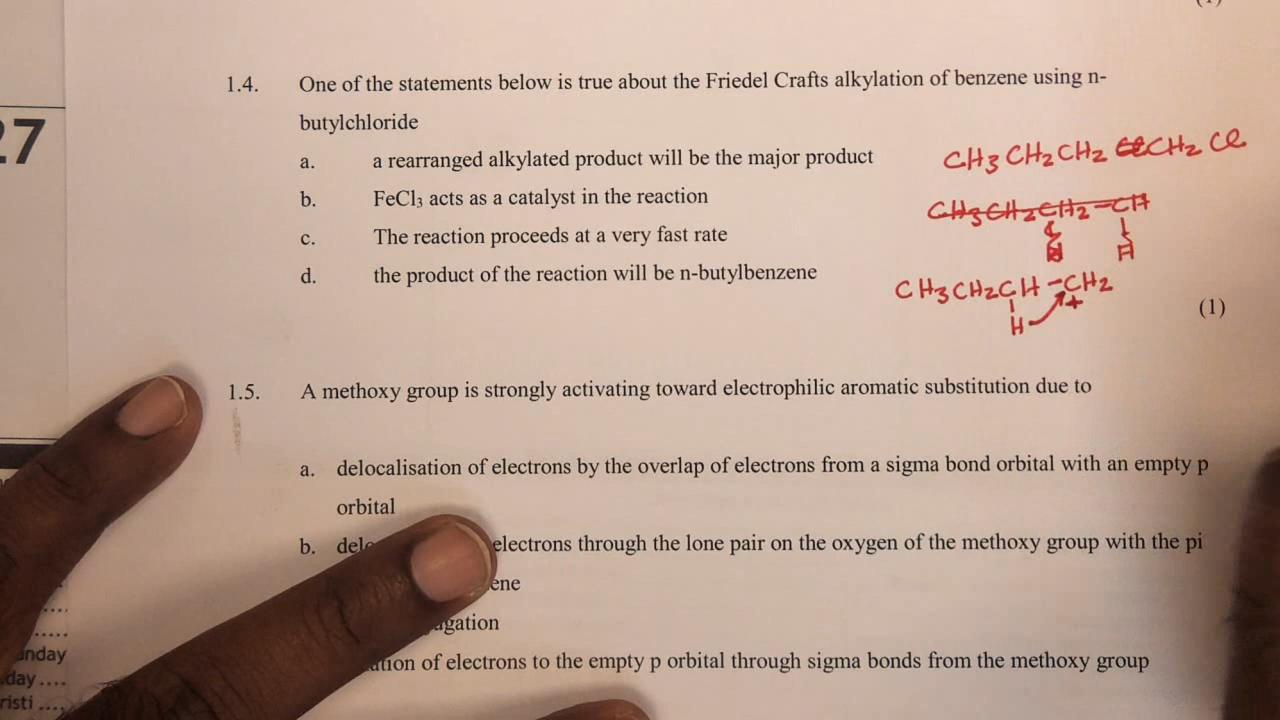 (1)
27
1.4. One of the statements below is true about the Friedel Crafts alkylation of benzene using n-
butylchloride
a. a rearranged alkylated product will be the major product
b. FeCl₃ acts as a catalyst in the reaction
c. The reaction proceeds at a very fast rate
d. the product of the reaction will be n-butylbenzene
(1)
CH3CH2CH2 CH2 Cl
CH3CH2CH2-CH
H
CH3CH2CH-CH2
+
H
1.5. A methoxy group is strongly activating toward electrophilic aromatic substitution due to
a. delocalisation of electrons by the overlap of electrons from a sigma bond orbital with an empty p
orbital
b. electrons through the lone pair on the oxygen of the methoxy group with the pi
of electrons to the empty p orbital through sigma bonds from the methoxy group